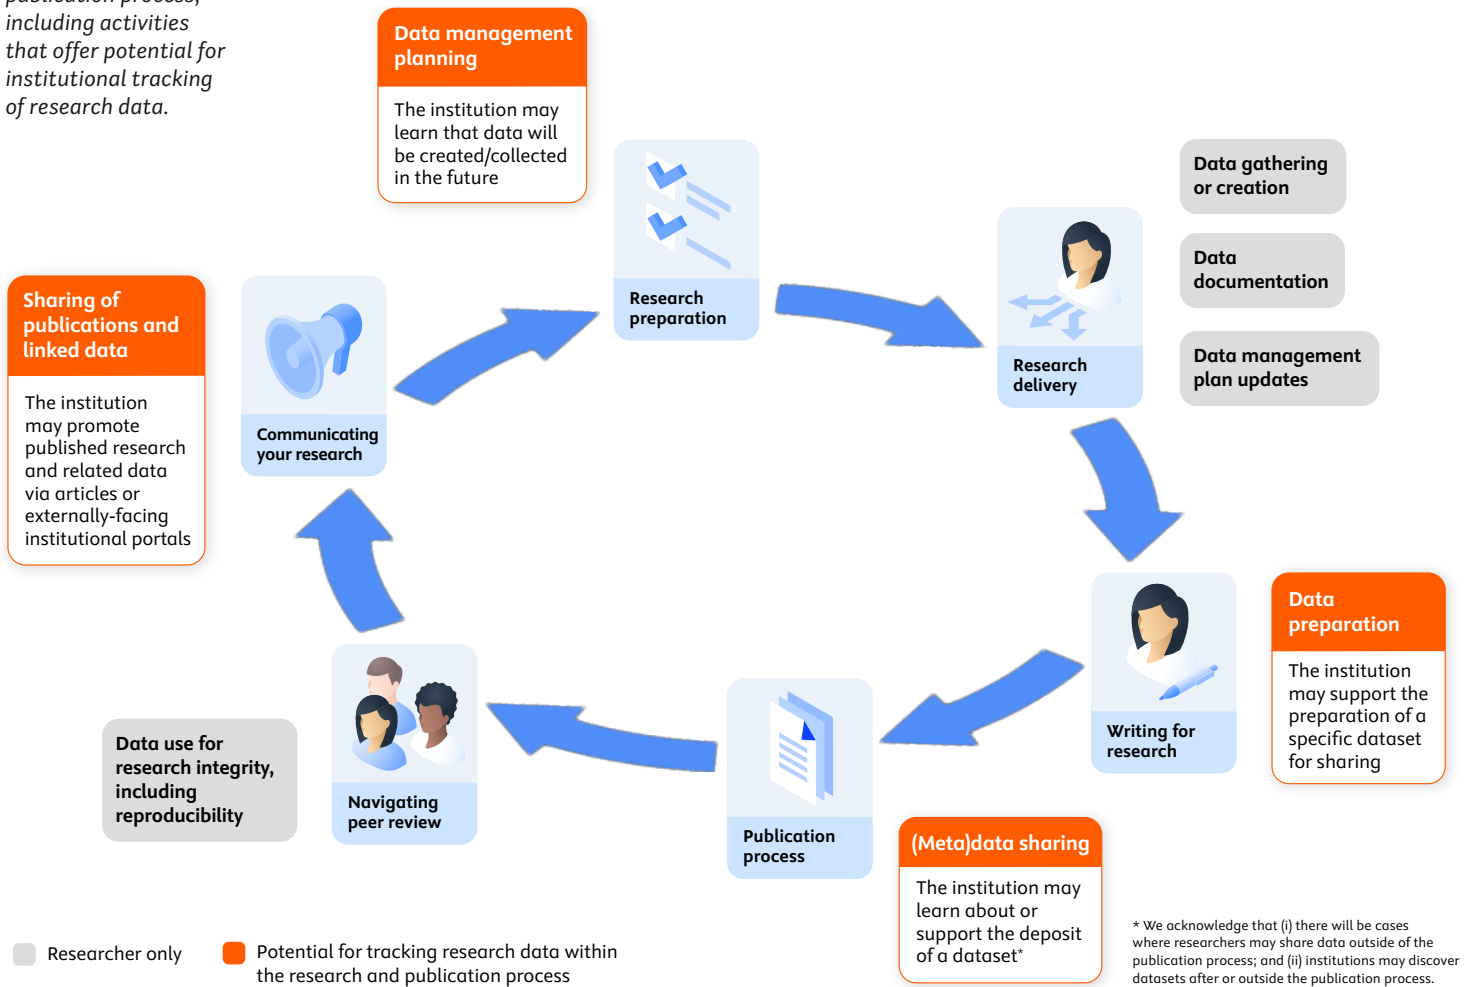 publication process,
including activities
that offer potential for
institutional tracking
of research data.
Data management
planning
The institution may
learn that data will
be created/collected
in the future
Research
preparation
Research
delivery
Data gathering
or creation
Data
documentation
Data management
plan updates
Sharing of
publications and
linked data
The institution
may promote
published research
and related data
via articles or
externally-facing
institutional portals
Communicating
your research
Writing for
research
Data
preparation
The institution
may support the
preparation of a
specific dataset
for sharing
Data use for
research integrity,
including
reproducibility
Navigating
peer review
Publication
process
(Meta)data sharing
The institution may
learn about or
support the deposit
of a dataset*
Researcher only
Potential for tracking research data within
the research and publication process
* We acknowledge that (i) there will be cases
where researchers may share data outside of the
publication process; and (ii) institutions may discover
datasets after or outside the publication process.